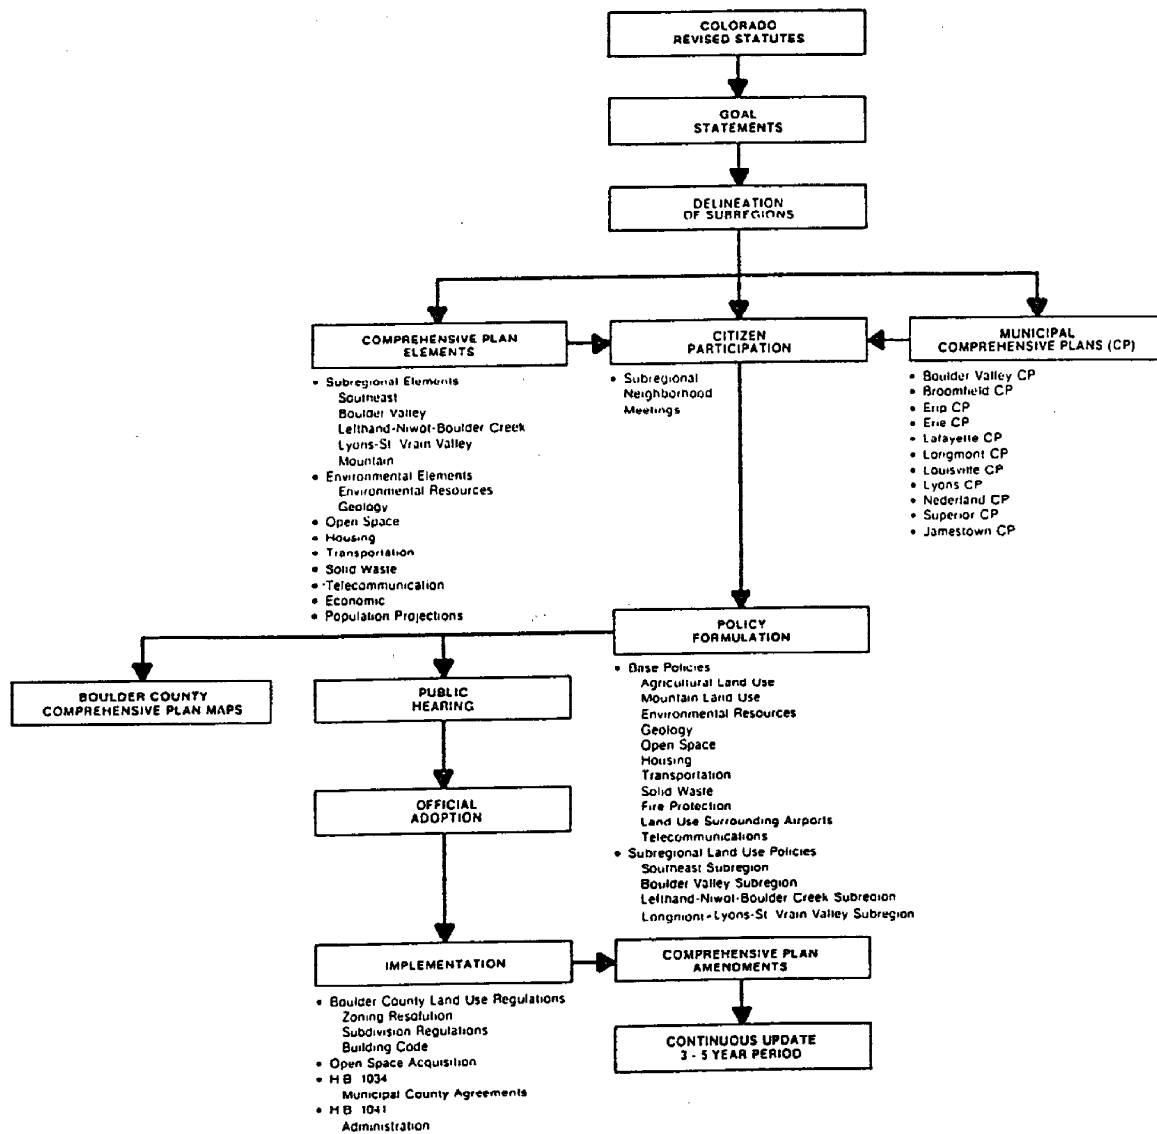 COLORADO
REVISED STATUTES
GOAL
STATEMENTS
DELINEATION
OF SUBREGIONS
COMPREHENSIVE PLAN
ELEMENTS
CITIZEN
PARTICIPATION
MUNICIPAL
COMPREHENSIVE PLANS (CP)
• Subregional Elements
Southeast
Boulder Valley
Lefthand-Niwot-Boulder Creek
Lyons-St Vrain Valley
Mountain
• Environmental Elements
Environmental Resources
Geology
• Open Space
• Housing
• Transportation
• Solid Waste
• Telecommunication
• Economic
• Population Projections
• Subregional
Neighborhood
Meetings
• Boulder Valley CP
• Broomfield CP
• Erip CP
• Erie CP
• Lafayette CP
• Longmont CP
• Louisville CP
• Lyons CP
• Nederland CP
• Superior CP
• Jamestown CP
POLICY
FORMULATION
BOULDER COUNTY
COMPREHENSIVE PLAN MAPS
PUBLIC
HEARING
• Base Policies
Agricultural Land Use
Mountain Land Use
Environmental Resources
Geology
Open Space
Housing
Transportation
Solid Waste
Fire Protection
Land Use Surrounding Airports
Telecommunications
• Subregional Land Use Policies
Southeast Subregion
Boulder Valley Subregion
Lefthand-Niwot-Boulder Creek Subregion
Longmont-Lyons-St Vrain Valley Subregion
OFFICIAL
ADOPTION
IMPLEMENTATION
COMPREHENSIVE PLAN
AMENDMENTS
• Boulder County Land Use Regulations
Zoning Resolution
Subdivision Regulations
Building Code
• Open Space Acquisition
• H B 1034
Municipal County Agreements
• H B 1041
Administration
CONTINUOUS UPDATE
3 - 5 YEAR PERIOD